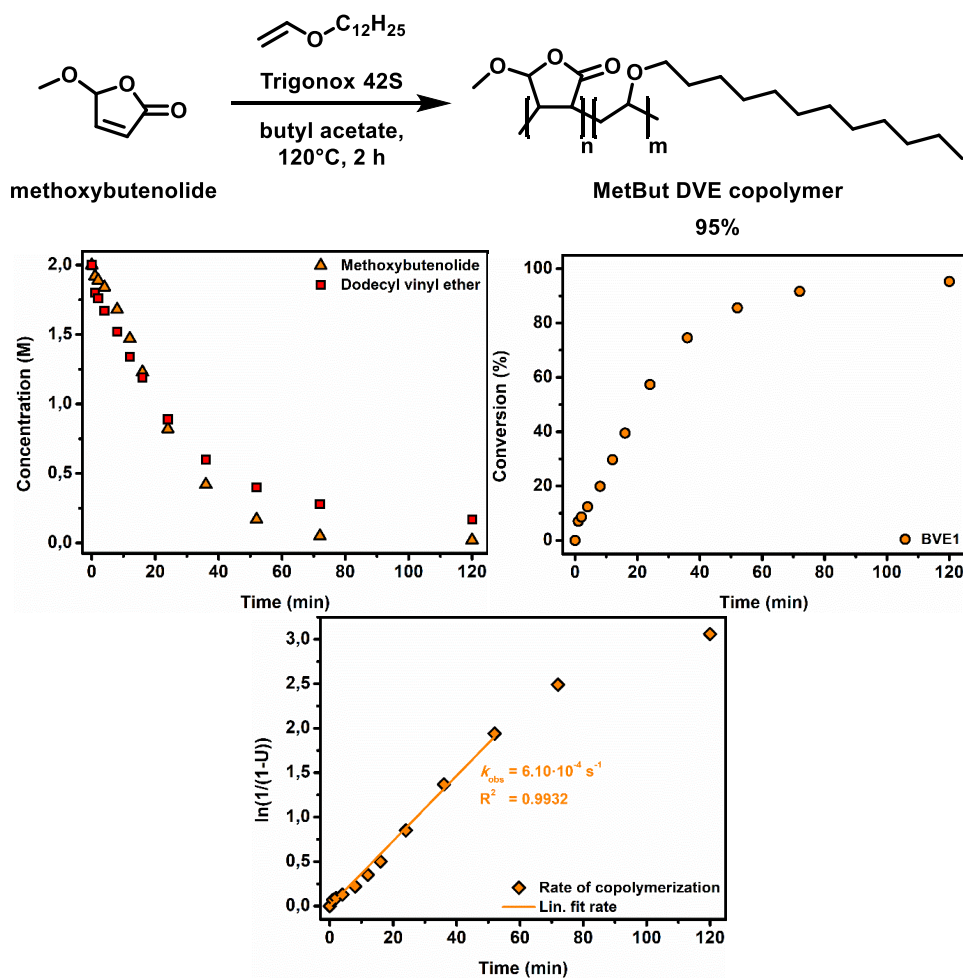 O–C₁₂H₂₅
Trigonox 42S
butyl acetate,
120°C, 2 h
O O O
methoxybutenolide
O O O O
n m
MetBut DVE copolymer
95%
Concentration (M)
2,0
1,5
1,0
0,5
0,0
0 20 40 60 80 100 120
Time (min)
Methoxybutenolide
Dodecyl vinyl ether
Conversion (%)
100
80
60
40
20
0
0 20 40 60 80 100 120
Time (min)
BVE1
ln(1/(1-U))
3,0
2,5
2,0
1,5
1,0
0,5
0,0
0 20 40 60 80 100 120
Time (min)
k_obs = 6.10·10⁻⁴ s⁻¹
R² = 0.9932
Rate of copolymerization
Lin. fit rate